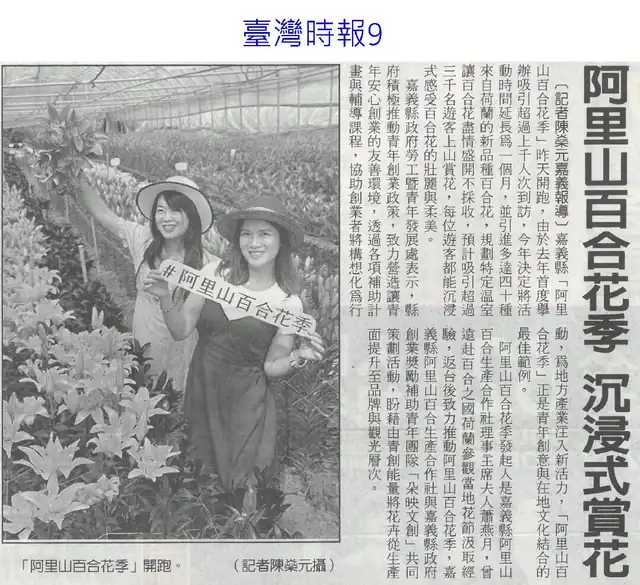 臺灣時報9
阿里山百合花季 沉浸式賞花
〔記者陳燊元嘉義報導〕嘉義縣「阿里
山百合花季」昨天開跑,由於去年首度舉
辦吸引超過上千人次到訪,今年決定將活
動時間延長為一個月,並引進多達四十種
來自荷蘭的新品種百合花,規劃特定溫室
讓百合花盡情盛開不採收,預計吸引超過
三千名遊客上山賞花,每位遊客都能沉浸
式感受百合花的壯麗與柔美。
嘉義縣政府勞工暨青年發展處表示,縣
府積極推動青年創業政策,致力營造讓青
年安心創業的友善環境,透過各項補助計
畫與輔導課程,協助創業者將構想化為行
動,為地方產業注入新活力,「阿里山百
合花季」正是青年創意與在地文化結合的
最佳範例。
阿里山百合花季發起人是嘉義縣阿里山
百合生產合作社理事主席夫人蕭燕月,曾
遠赴百合之國荷蘭參觀當地花節汲取經
驗,返台後致力推動阿里山百合花季,嘉
義縣阿里山百合生產合作社與嘉義縣政府
創業獎勵補助青年團隊「朵映文創」共同
策劃活動,盼藉由青創能量將花卉從生產
面提升至品牌與觀光層次。
#阿里山百合花季
「阿里山百合花季」開跑。 (記者陳燊元攝)